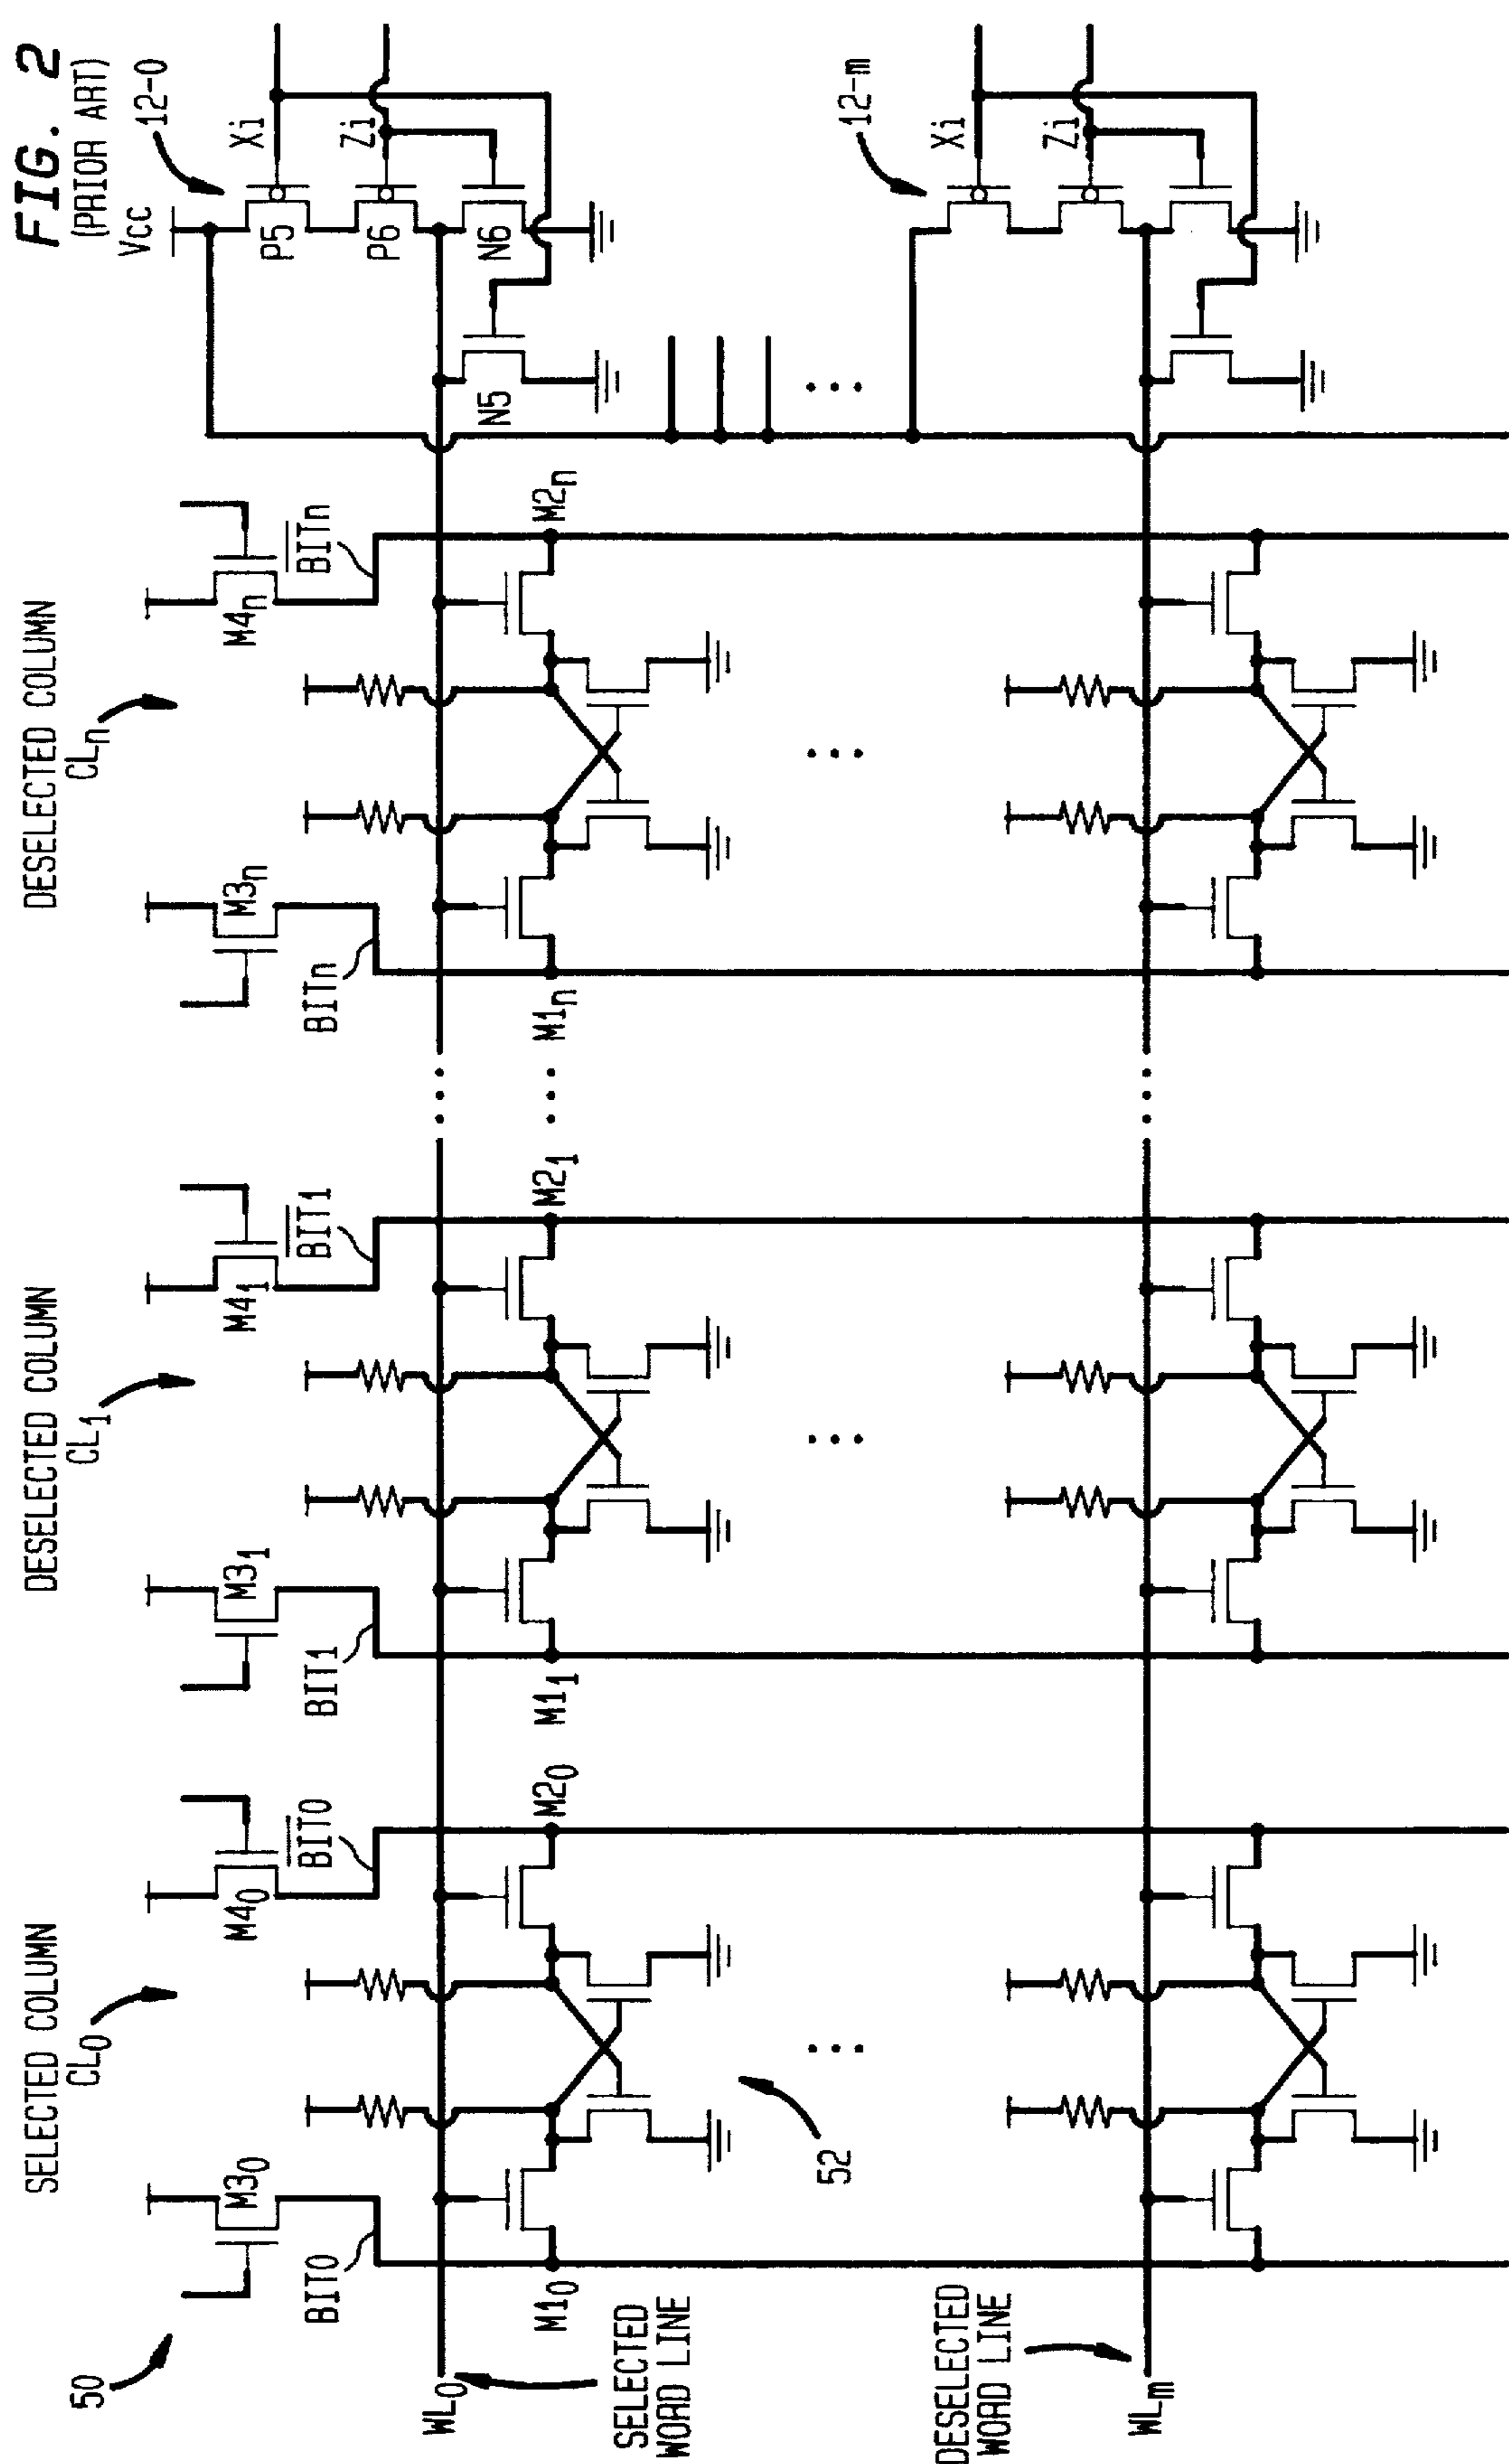 FIG. 2
(PRIOR ART)
50
SELECTED COLUMN
CL0
DESELECTED COLUMN
CL1
DESELECTED COLUMN
CLn
Vcc
12-0
M30
M40
M31
M41
M3n
M4n
P5
Xi
BIT0
BIT0
BIT1
BIT1
BITn
BITn
P6
Zi
WL0
N6
M10
M20
M11
M21
...
M1n
M2n
N5
SELECTED
WORD LINE
52
12-m
DESELECTED
WORD LINE
Xi
Zi
WLm